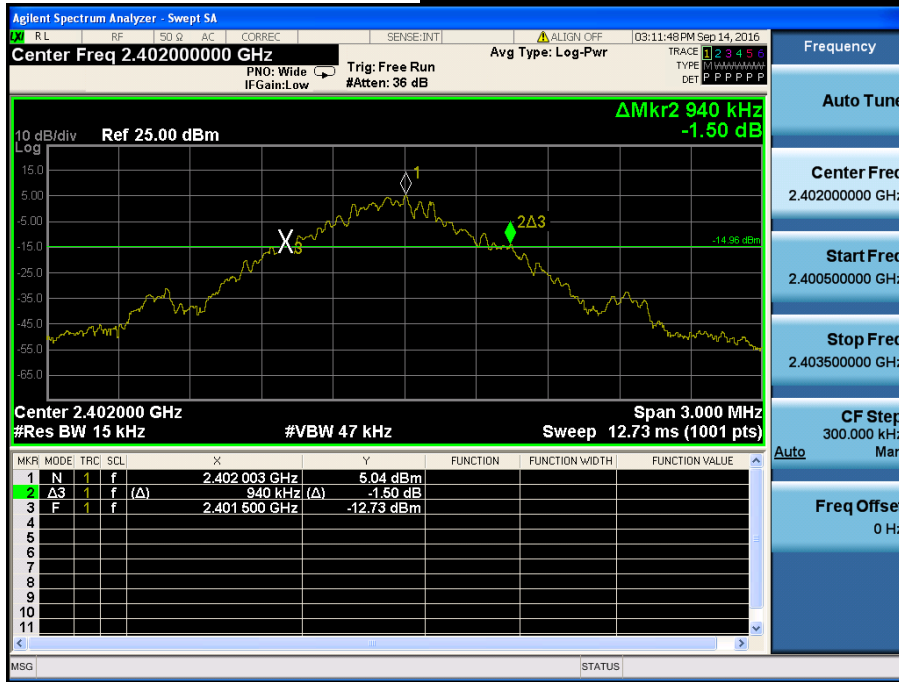 Agilent Spectrum Analyzer - Swept SA
LXI RL RF 50 Ω AC CORREC SENSE:INT ALIGN OFF 03:11:48 PM Sep 14, 2016
Center Freq 2.402000000 GHz
PNO: Wide
IFGain:Low
Trig: Free Run
#Atten: 36 dB
Avg Type: Log-Pwr
TRACE 1 2 3 4 5 6
TYPE M WWWWW
DET P P P P P P
ΔMkr2 940 kHz
-1.50 dB
10 dB/div Ref 25.00 dBm
Log
15.0
5.00
-5.00
-15.0
-25.0
-35.0
-45.0
-55.0
-65.0
1
2Δ3
3
-14.96 dBm
Center 2.402000 GHz Span 3.000 MHz
#Res BW 15 kHz #VBW 47 kHz Sweep 12.73 ms (1001 pts)
MKR MODE TRC SCL X Y FUNCTION FUNCTION WIDTH FUNCTION VALUE
1 N 1 f 2.402 003 GHz 5.04 dBm
2 Δ3 1 f (Δ) 940 kHz (Δ) -1.50 dB
3 F 1 f 2.401 500 GHz -12.73 dBm
4
5
6
7
8
9
10
11
MSG STATUS
Frequency
Auto Tune
Center Freq
2.402000000 GHz
Start Freq
2.400500000 GHz
Stop Freq
2.403500000 GHz
CF Step
300.000 kHz
Auto Man
Freq Offset
0 Hz